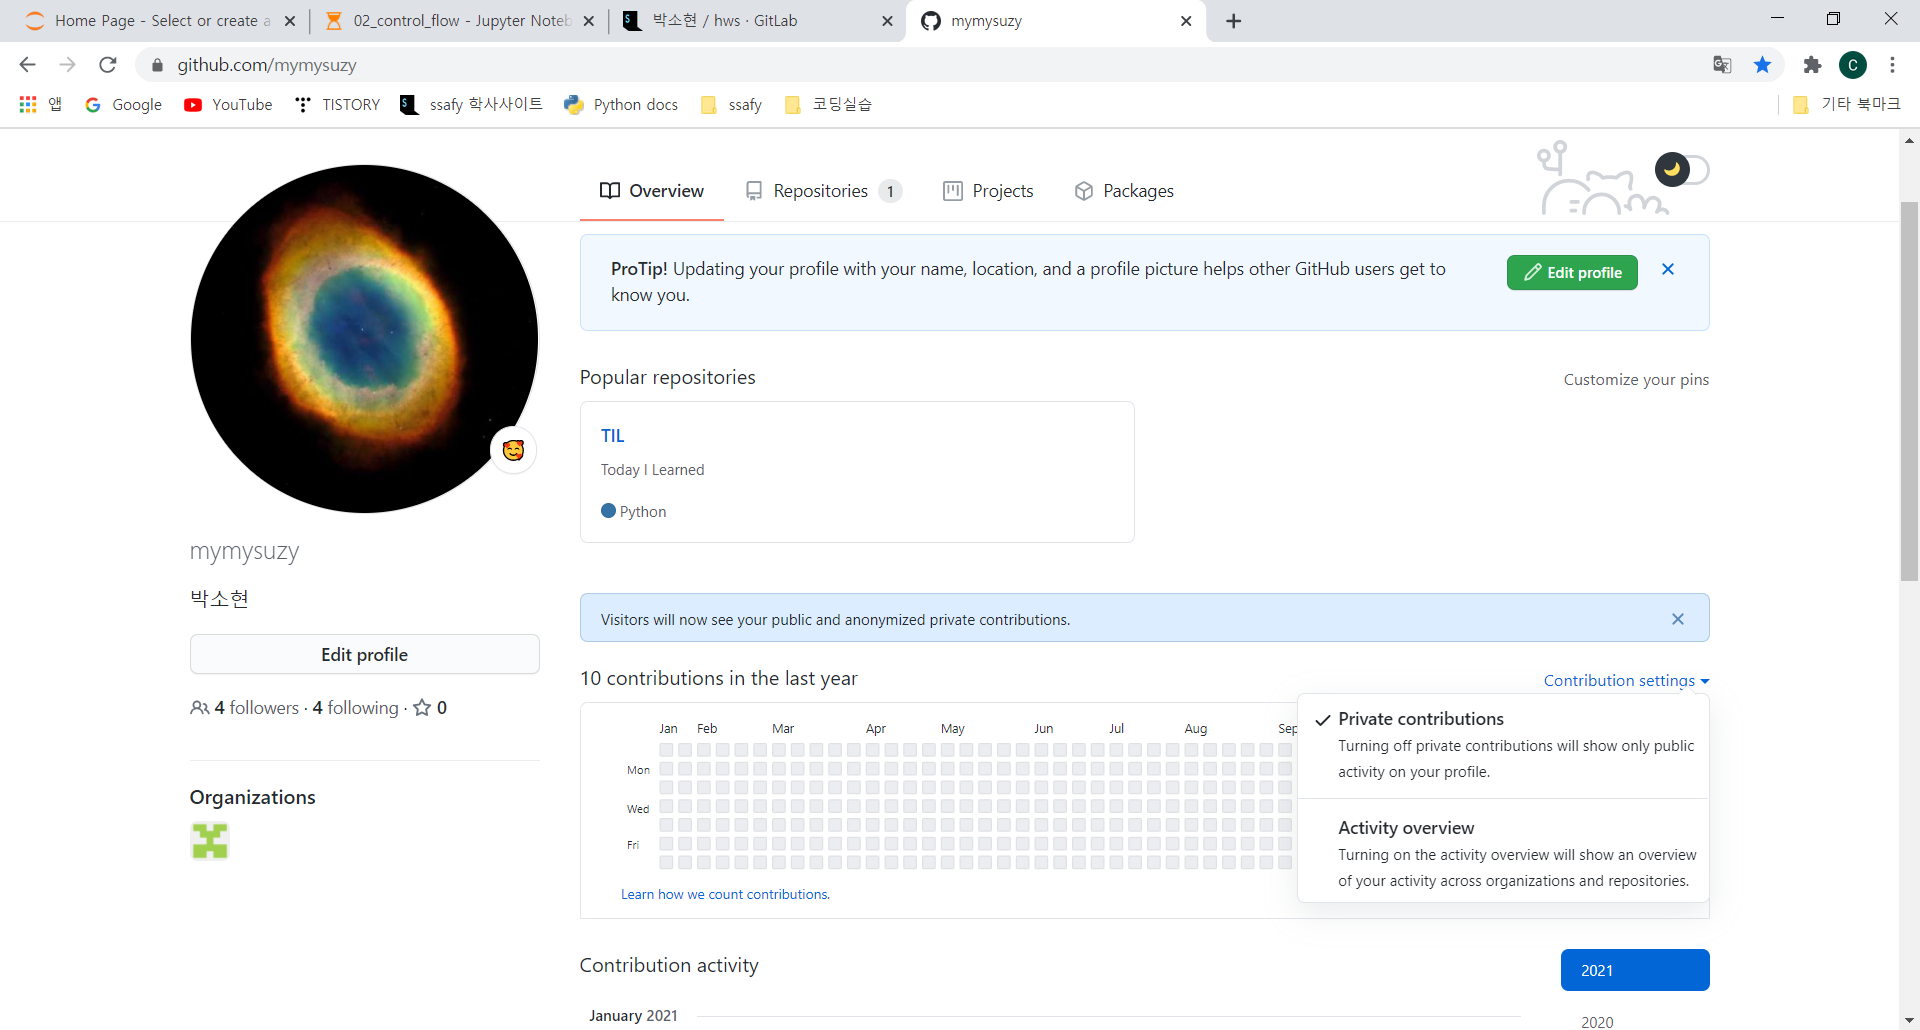 Home Page - Select or create a
02_control_flow - Jupyter Noteb
박소현 / hws · GitLab
mymysuzy
github.com/mymysuzy
C
앱
Google
YouTube
TISTORY
ssafy 학사사이트
Python docs
ssafy
코딩실습
기타 북마크
Overview
Repositories 1
Projects
Packages
ProTip! Updating your profile with your name, location, and a profile picture helps other GitHub users get to
know you.
Edit profile
Popular repositories
Customize your pins
TIL
Today I Learned
Python
mymysuzy
박소현
Edit profile
4 followers · 4 following · 0
Organizations
Visitors will now see your public and anonymized private contributions.
10 contributions in the last year
Contribution settings
Jan Feb Mar Apr May Jun Jul Aug Sep
Mon
Wed
Fri
Learn how we count contributions.
Private contributions
Turning off private contributions will show only public
activity on your profile.
Activity overview
Turning on the activity overview will show an overview
of your activity across organizations and repositories.
Contribution activity
2021
January 2021
2020